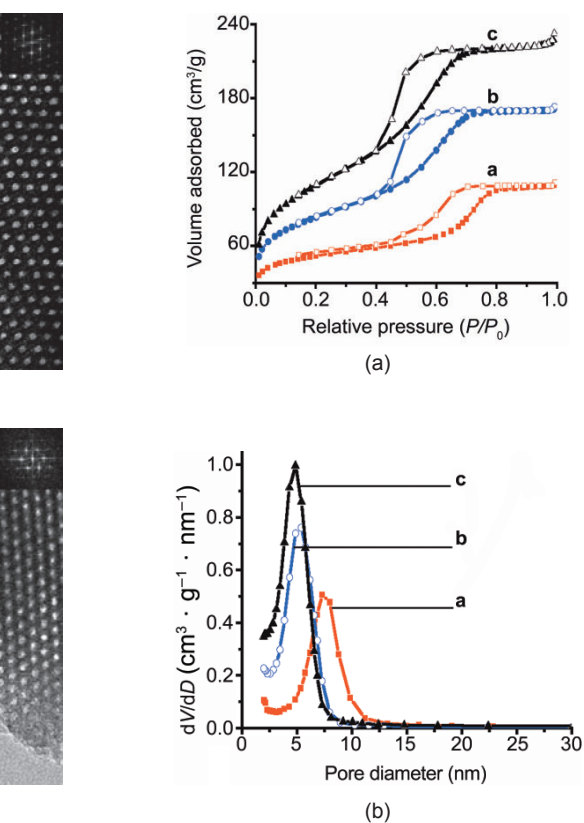 240
180
120
60
0.0 0.2 0.4 0.6 0.8 1.0
Volume adsorbed (cm³/g)
Relative pressure (P/P₀)
c
b
a
(a)
1.0
0.8
0.6
0.4
0.2
0.0
0 5 10 15 20 25 30
dV/dD (cm³ · g⁻¹ · nm⁻¹)
Pore diameter (nm)
c
b
a
(b)